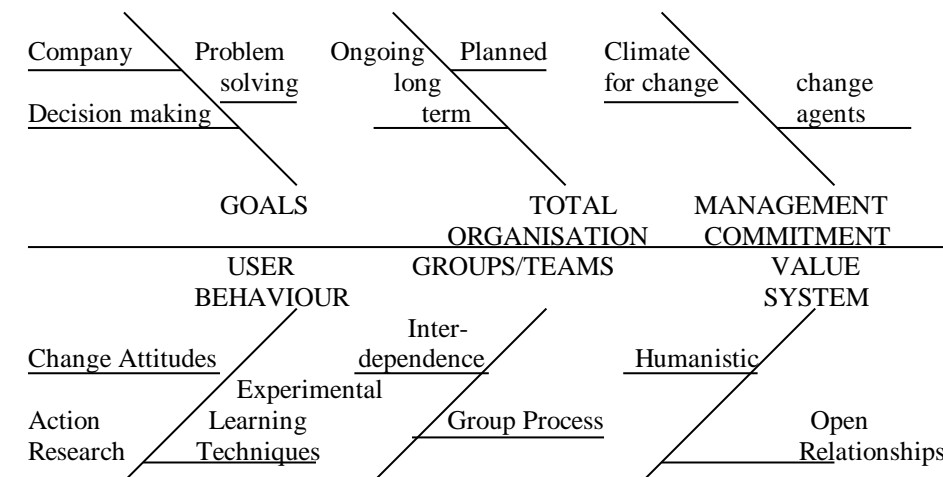 Company Problem Ongoing Planned Climate
solving long for change change
Decision making term agents
GOALS TOTAL MANAGEMENT
ORGANISATION COMMITMENT
USER GROUPS/TEAMS VALUE
BEHAVIOUR SYSTEM
Inter-
Change Attitudes dependence Humanistic
Experimental
Action Learning Group Process Open
Research Techniques Relationships